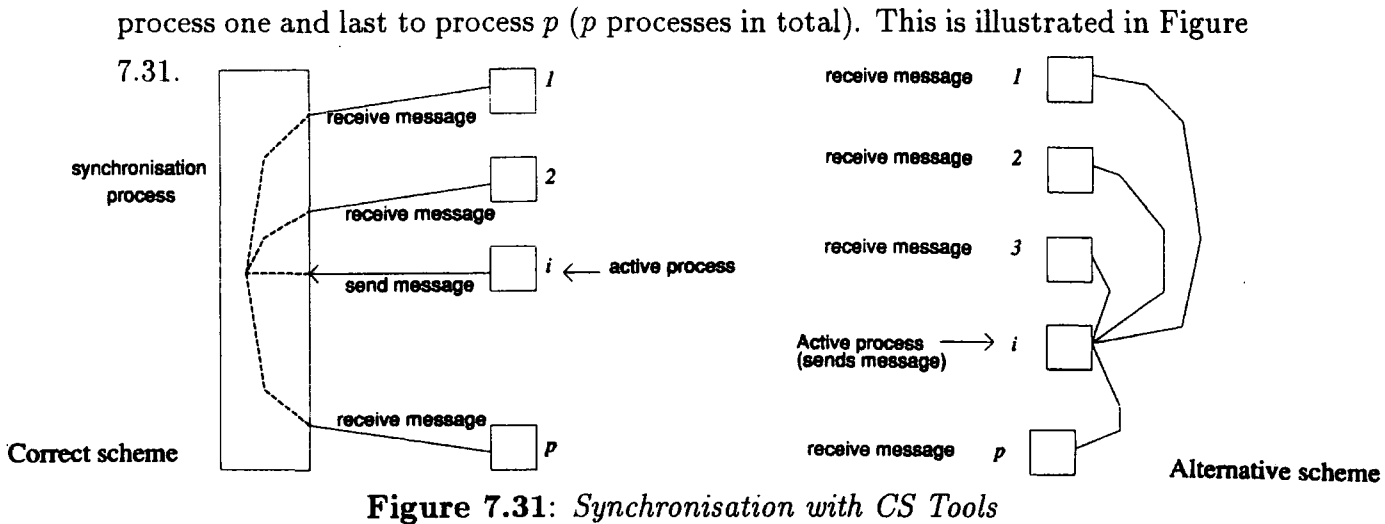 process one and last to process p (p processes in total). This is illustrated in Figure
7.31.
1
receive message
synchronisation
process
2
receive message
i
active process
send message
receive message
p
Correct scheme
receive message 1
receive message 2
receive message 3
Active process
(sends message)
i
receive message p
Alternative scheme
Figure 7.31: Synchronisation with CS Tools